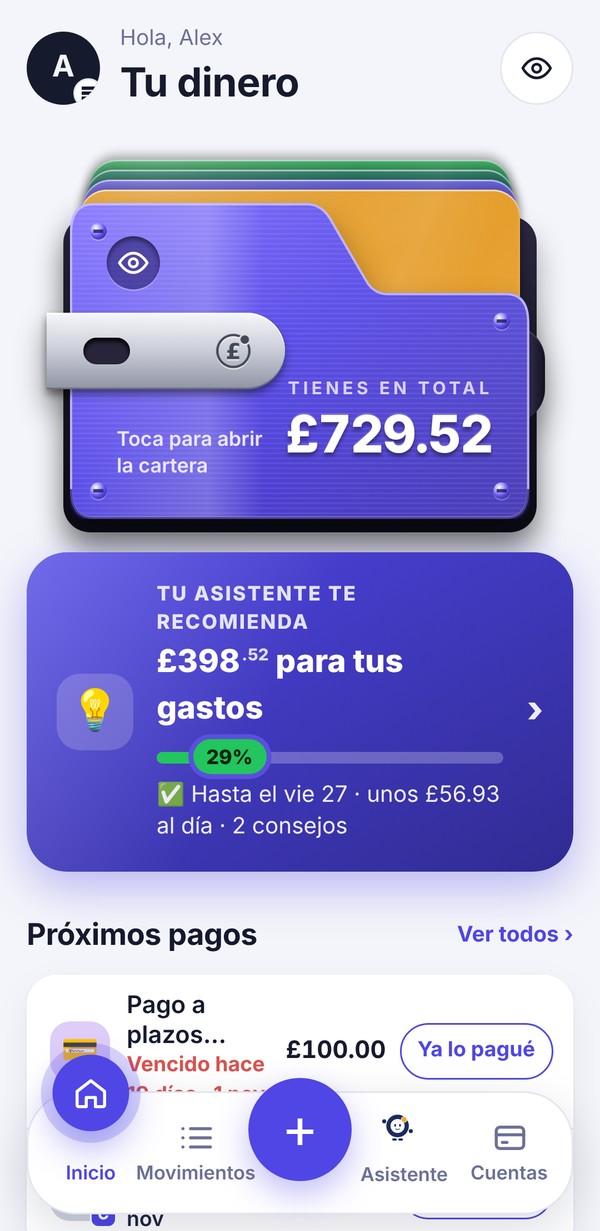 A
Hola, Alex
Tu dinero
£
TIENES EN TOTAL
£729.52
Toca para abrir
la cartera
TU ASISTENTE TE
RECOMIENDA
£398.52 para tus
gastos
›
29%
✅ Hasta el vie 27 · unos £56.93
al día · 2 consejos
Próximos pagos
Ver todos ›
Pago a
plazos...
£100.00
Ya lo pagué
Vencido hace
+
Inicio
Movimientos
Asistente
Cuentas
nov